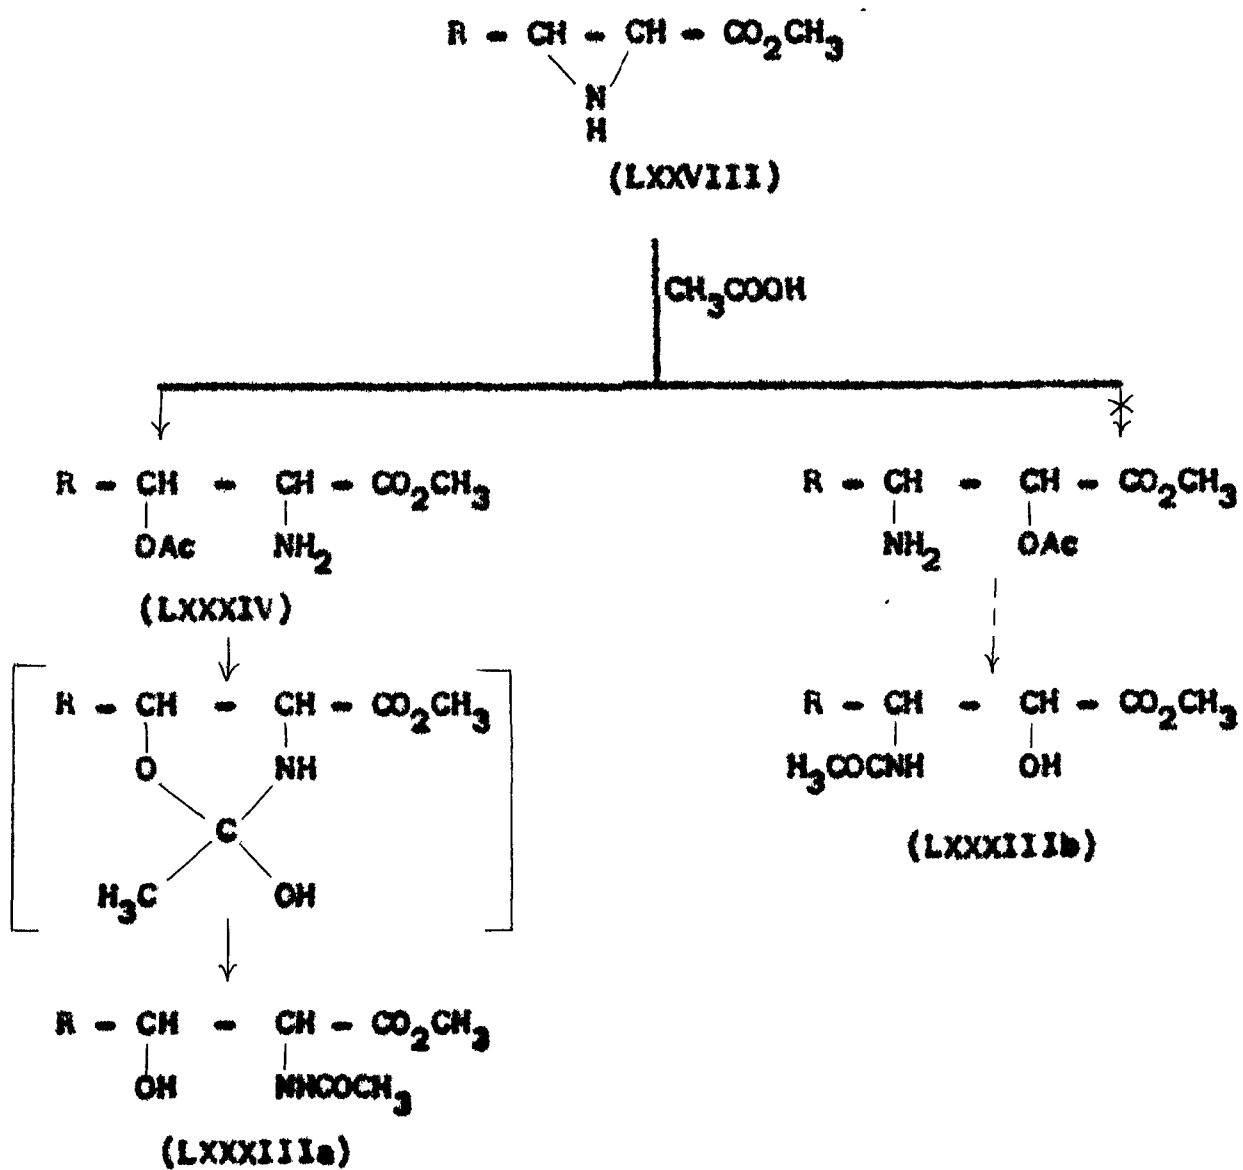 R - CH - CH - CO2CH3
N
H
(LXXVIII)
CH3COOH
R - CH - CH - CO2CH3
OAc NH2
(LXXXIV)
R - CH - CH - CO2CH3
NH2 OAc
R - CH - CH - CO2CH3
O NH
C
H3C OH
R - CH - CH - CO2CH3
H3COCNH OH
(LXXXIIIb)
R - CH - CH - CO2CH3
OH NHCOCH3
(LXXXIIIa)